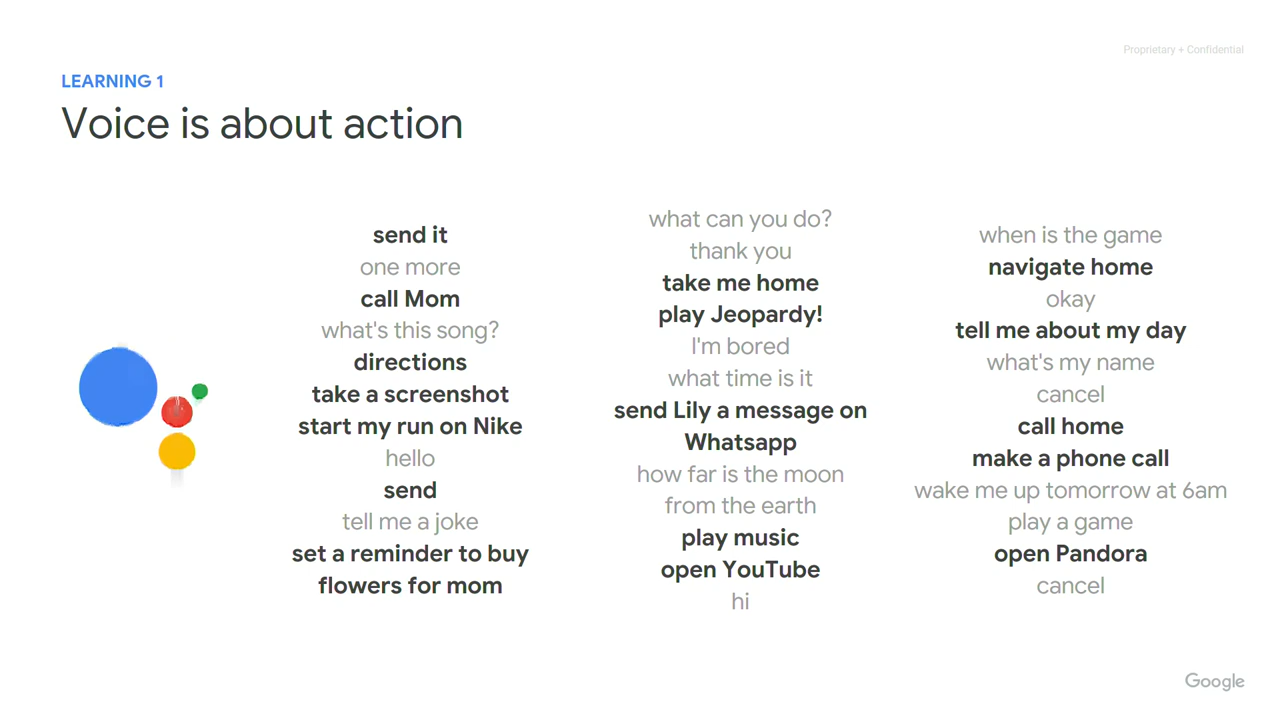 Proprietary + Confidential
LEARNING 1
Voice is about action
send it
one more
call Mom
what's this song?
directions
take a screenshot
start my run on Nike
hello
send
tell me a joke
set a reminder to buy
flowers for mom
what can you do?
thank you
take me home
play Jeopardy!
I'm bored
what time is it
send Lily a message on
Whatsapp
how far is the moon
from the earth
play music
open YouTube
hi
when is the game
navigate home
okay
tell me about my day
what's my name
cancel
call home
make a phone call
wake me up tomorrow at 6am
play a game
open Pandora
cancel
Google